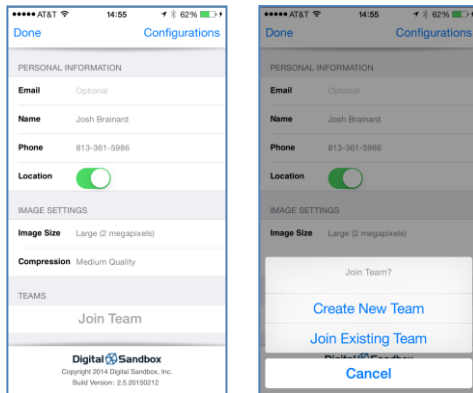 AT&T 14:55 62%
Done Configurations
PERSONAL INFORMATION
Email Optional
Name Josh Brainard
Phone 813-361-5986
Location
IMAGE SETTINGS
Image Size Large (2 megapixels)
Compression Medium Quality
TEAMS
Join Team
Digital Sandbox
Copyright 2014 Digital Sandbox, Inc.
Build Version: 2.5.20150212
AT&T 14:55 62%
Done Configurations
PERSONAL INFORMATION
Email Optional
Name Josh Brainard
Phone 813-361-5986
Location
IMAGE SETTINGS
Image Size Large (2 megapixels)
Join Team?
Create New Team
Join Existing Team
Digital Sandbox
Cancel